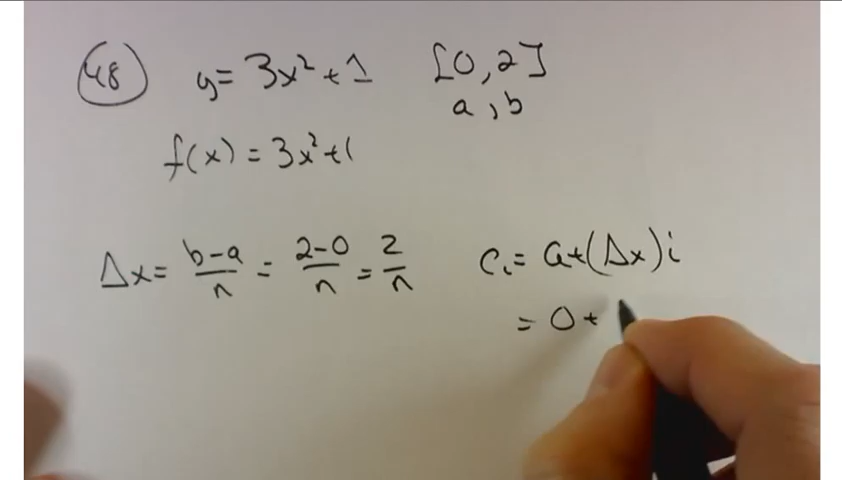 48 y= 3x² + 1 [0,2]
a, b
f(x) = 3x²+1
Δx = b-a/n = 2-0/n = 2/n cᵢ = a+(Δx)i
= 0 +